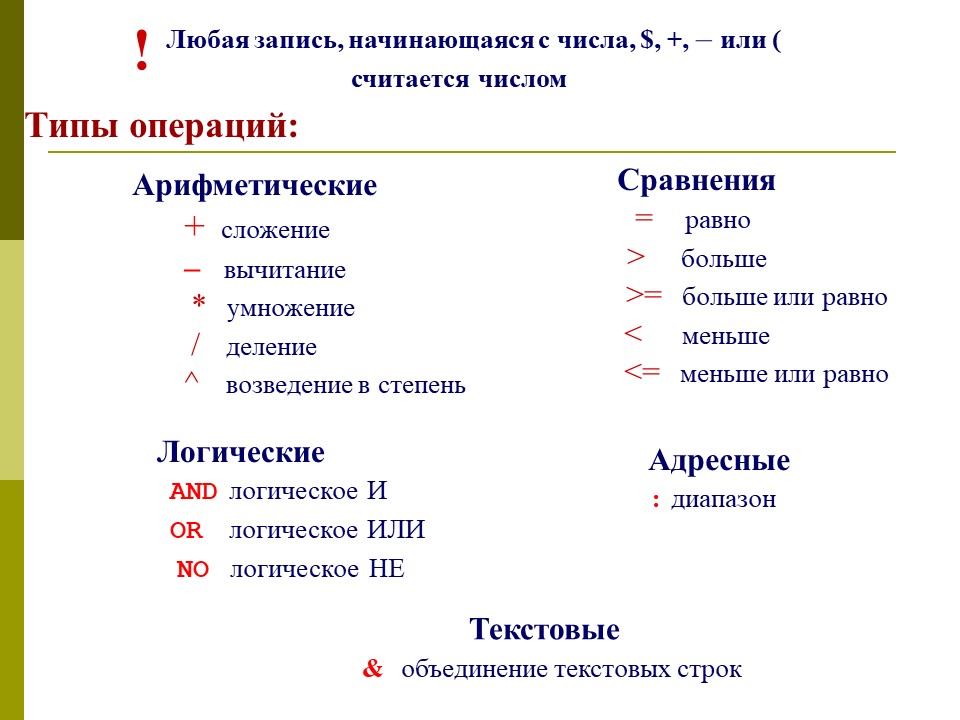 ! Любая запись, начинающаяся с числа, $, +, – или (
считается числом
Типы операций:
Арифметические
+ сложение
– вычитание
* умножение
/ деление
^ возведение в степень
Сравнения
= равно
> больше
>= больше или равно
< меньше
<= меньше или равно
Логические
AND логическое И
OR логическое ИЛИ
NO логическое НЕ
Адресные
: диапазон
Текстовые
& объединение текстовых строк